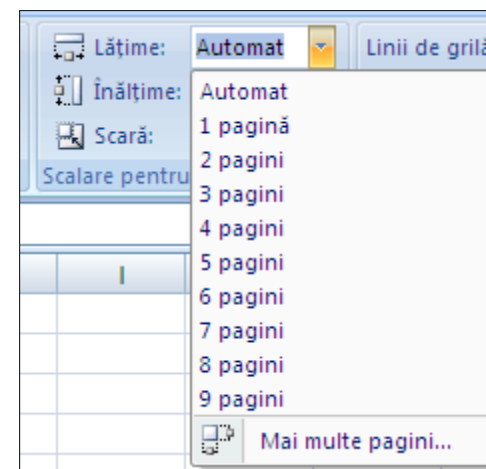 Lățime: Automat Linii de grilă
Înălțime: Automat
Scară: 1 pagină
2 pagini
Scalare pentru 3 pagini
4 pagini
5 pagini
I
6 pagini
7 pagini
8 pagini
9 pagini
Mai multe pagini...